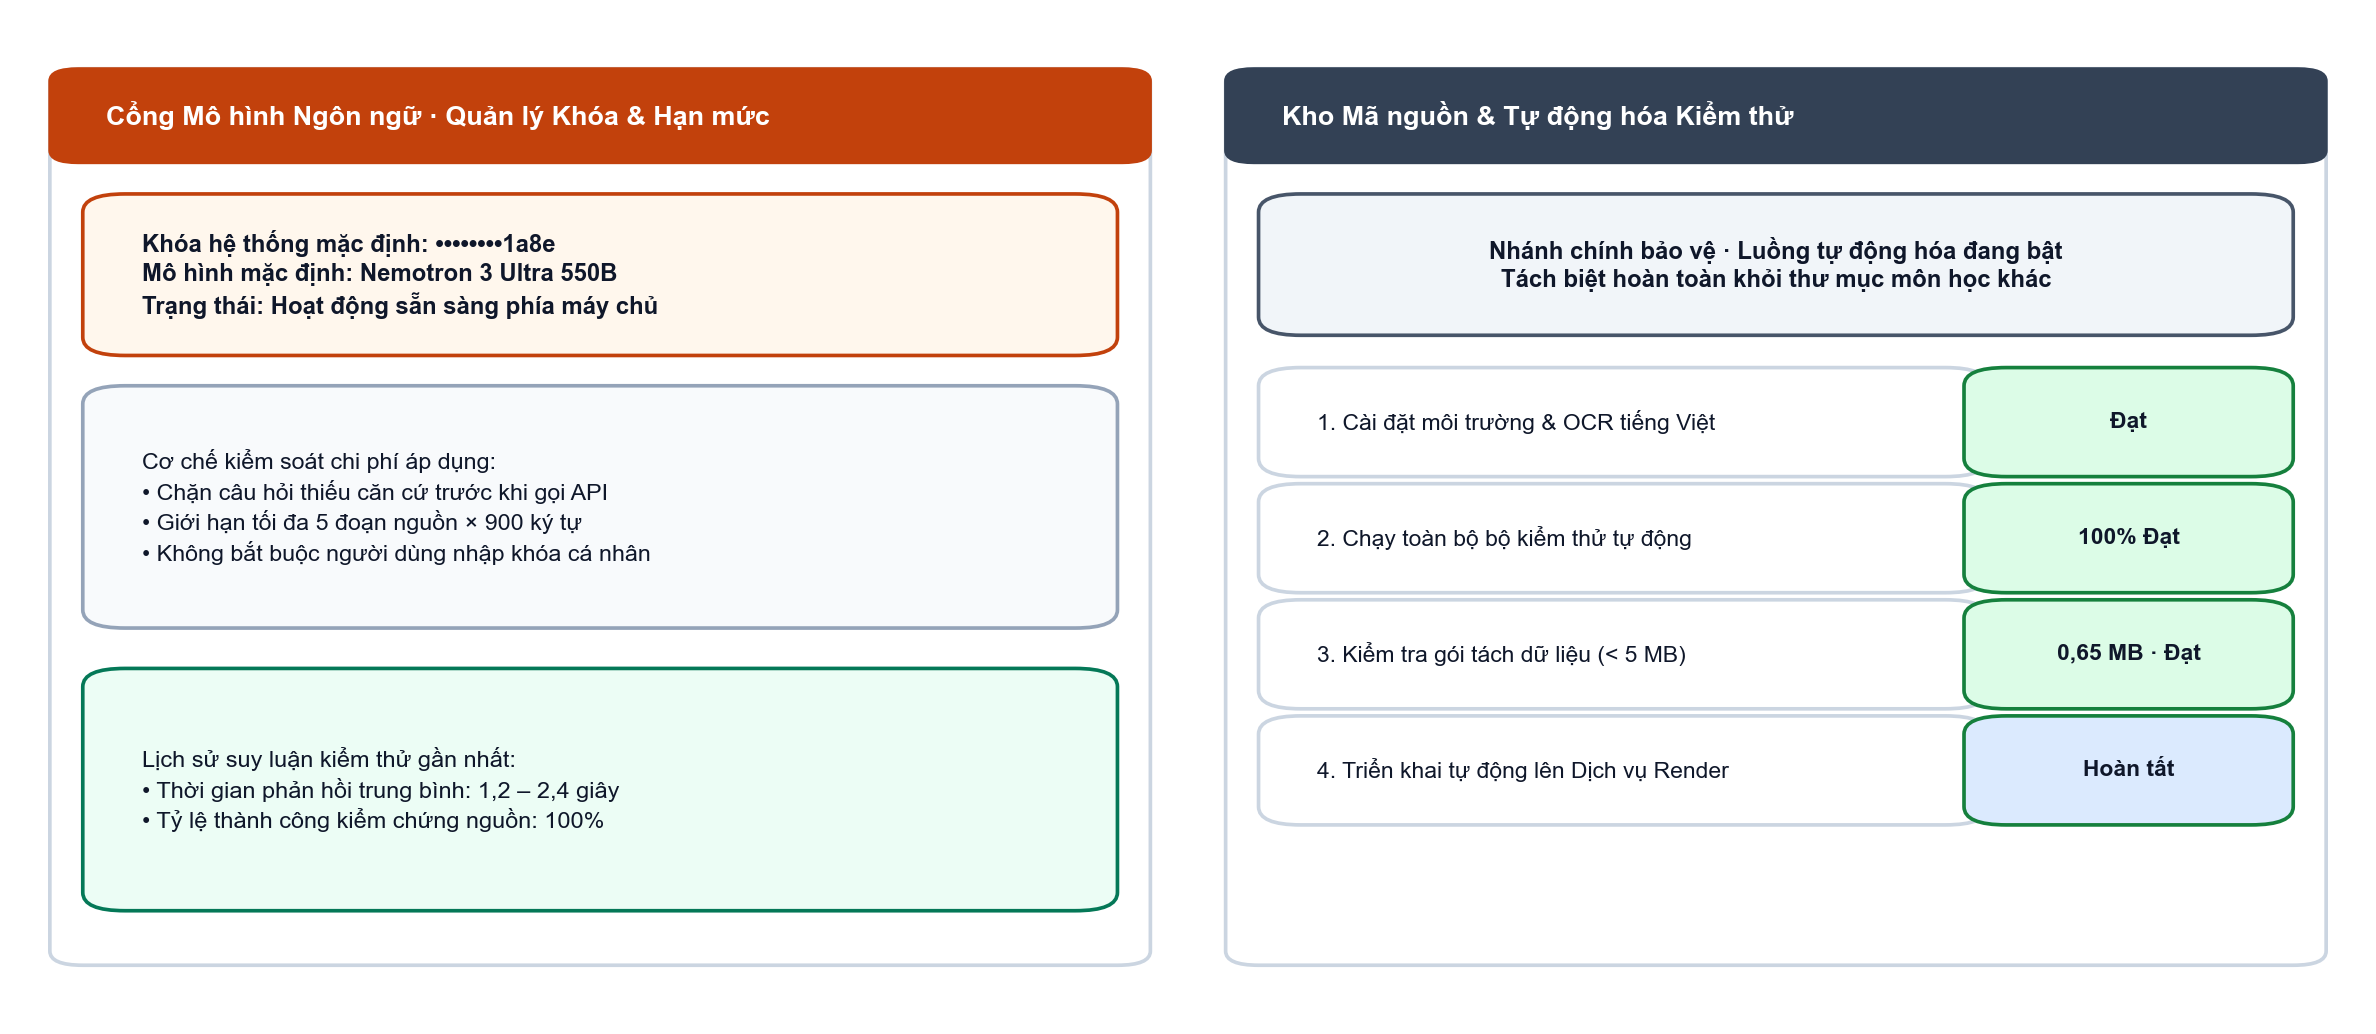 Cổng Mô hình Ngôn ngữ · Quản lý Khóa & Hạn mức
Khóa hệ thống mặc định: ••••••••1a8e
Mô hình mặc định: Nemotron 3 Ultra 550B
Trạng thái: Hoạt động sẵn sàng phía máy chủ
Cơ chế kiểm soát chi phí áp dụng:
• Chặn câu hỏi thiếu căn cứ trước khi gọi API
• Giới hạn tối đa 5 đoạn nguồn × 900 ký tự
• Không bắt buộc người dùng nhập khóa cá nhân
Lịch sử suy luận kiểm thử gần nhất:
• Thời gian phản hồi trung bình: 1,2 – 2,4 giây
• Tỷ lệ thành công kiểm chứng nguồn: 100%
Kho Mã nguồn & Tự động hóa Kiểm thử
Nhánh chính bảo vệ · Luồng tự động hóa đang bật
Tách biệt hoàn toàn khỏi thư mục môn học khác
1. Cài đặt môi trường & OCR tiếng Việt
Đạt
2. Chạy toàn bộ bộ kiểm thử tự động
100% Đạt
3. Kiểm tra gói tách dữ liệu (< 5 MB)
0,65 MB · Đạt
4. Triển khai tự động lên Dịch vụ Render
Hoàn tất